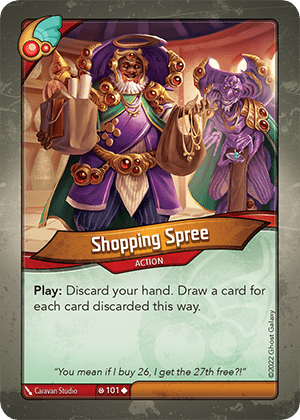 Shopping Spree
ACTION
Play: Discard your hand. Draw a card for
each card discarded this way.
"You mean if I buy 26, I get the 27th free?!"
©2022 Ghost Galaxy
Caravan Studio
101